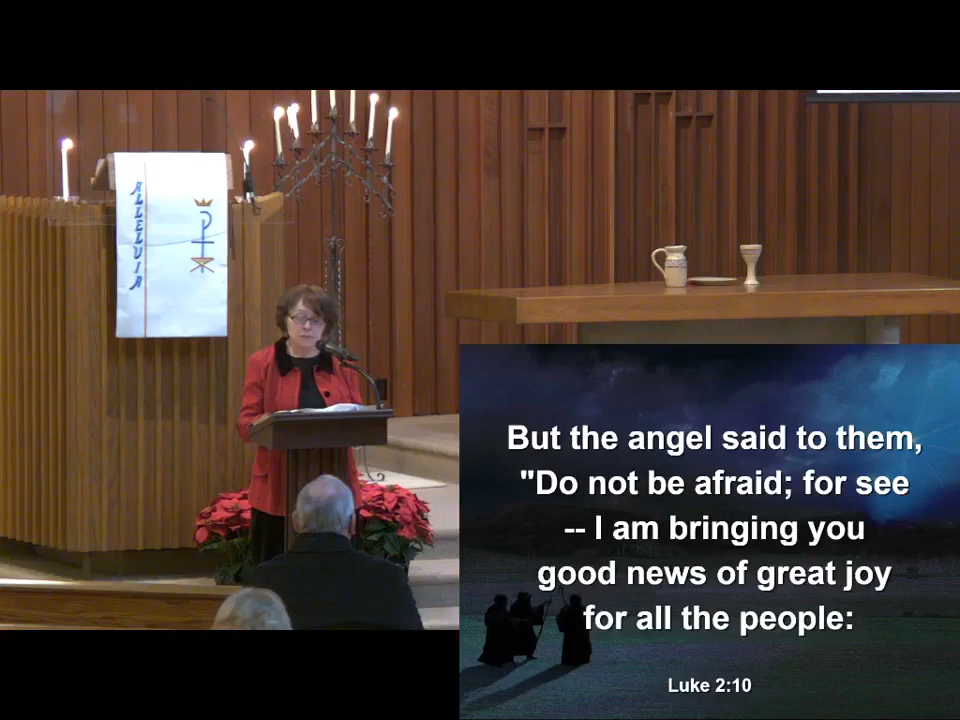 ALLELUIA
But the angel said to them,
"Do not be afraid; for see
-- I am bringing you
good news of great joy
for all the people:
Luke 2:10